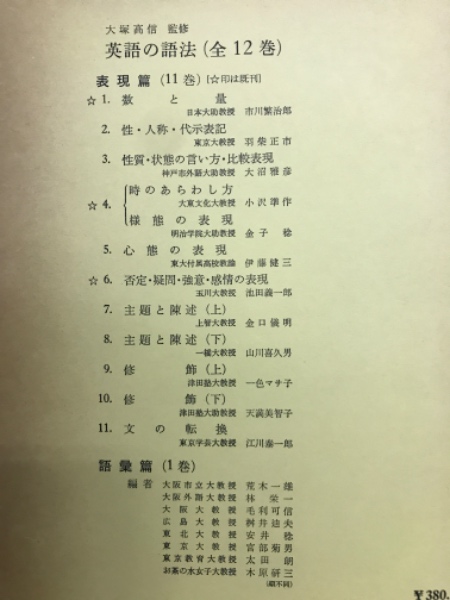 大塚高信 監修
英語の語法(全12巻)
表現篇(11巻)[☆印は既刊]
☆1. 数と量
日本大助教授 市川繁治郎
2. 性・人称・代示表記
東京大助教授 羽柴正市
3. 性質・状態の言い方・比較表現
神戸市外語大助教授 大沼雅彦
☆4. 時のあらわし方
大東文化大教授 小沢準作
様態の表現
明治学院大助教授 金子稔
5. 心態の表現
東大付属高校教諭 伊藤健三
☆6. 否定・疑問・強意・感情の表現
玉川大教授 池田義一郎
7. 主題と陳述(上)
上智大教授 金口儀明
8. 主題と陳述(下)
一橋大教授 山川喜久男
9. 修飾(上)
津田塾大教授 一色マサ子
10. 修飾(下)
津田塾大助教授 天満美智子
11. 文の転換
東京学芸大教授 江川泰一郎
語彙篇(1巻)
編者 大阪市立大教授 荒木一雄
大阪外語大教授 林栄一
大阪大教授 毛利可信
広島大教授 桝井迪夫
東北大教授 安井稔
東京大教授 宮部菊男
東京教育大教授 太田朗
お茶の水女子大教授 木原研三
(順不同)
¥380.